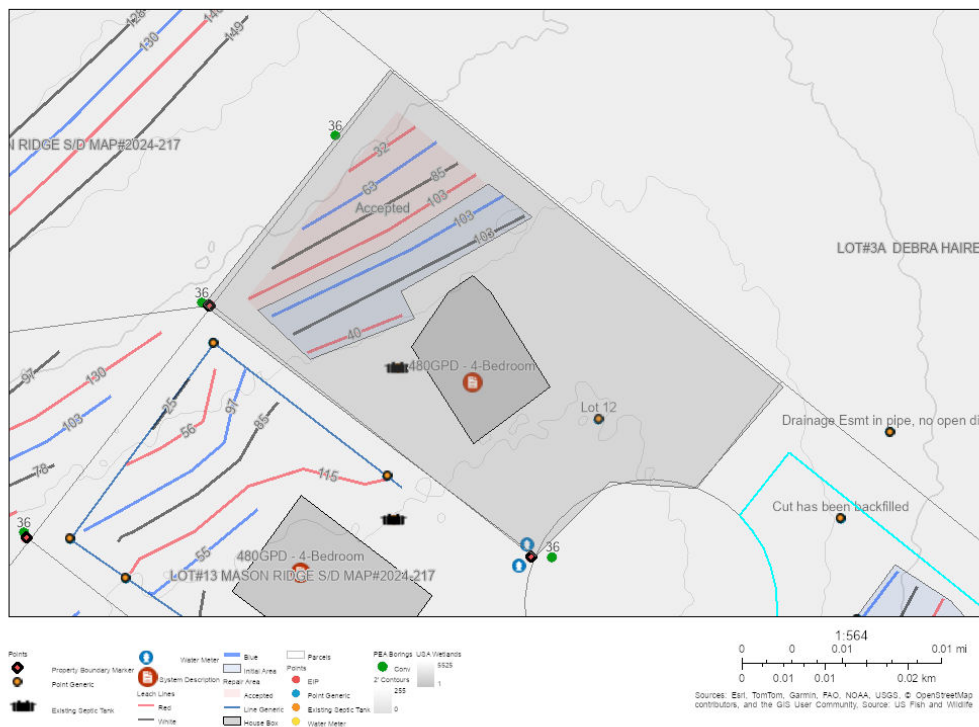 128
130
140
149
36
N RIDGE S/D MAP#2024-217
32
63
85
Accepted
103
103
103
LOT#3A DEBRA HAIRE
36
40
480GPD - 4-Bedroom
97
130
103
78
25
56
97
85
115
Lot 12
Drainage Esmt in pipe, no open di
Cut has been backfilled
36
36
55
480GPD - 4-Bedroom
LOT#13 MASON RIDGE S/D MAP#2024-217
Points
Property Boundary Marker
Point Generic
Existing Septic Tank
Water Meter
System Description
Leach Lines
Red
White
Blue
Initial Area
Repair Area
Accepted
Line Generic
House Box
Parcels
Points
EIP
Point Generic
Existing Septic Tank
Water Meter
PEA Borings
Conv
2' Contours
255
0
USA Wetlands
5525
1
1:564
0 0 0.01 0.01 mi
0 0.01 0.01 0.02 km
Sources: Esri, TomTom, Garmin, FAO, NOAA, USGS, © OpenStreetMap
contributors, and the GIS User Community, Source: US Fish and Wildlife